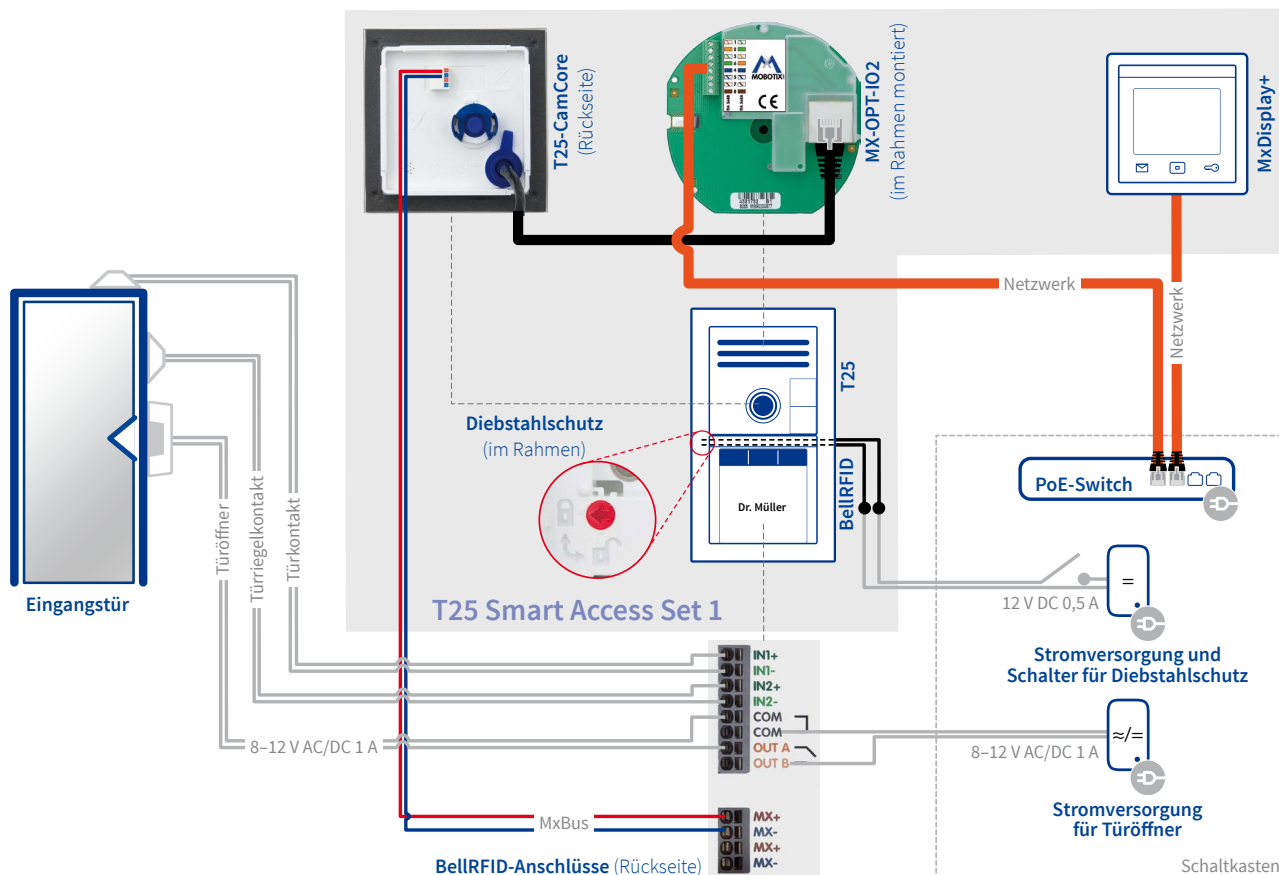 T25-CamCore
(Rückseite)
MOBOTIX
CE
MX-OPT-IO2
(im Rahmen montiert)
MxDisplay+
Netzwerk
Netzwerk
T25
Diebstahlschutz
(im Rahmen)
BellRFID
Dr. Müller
PoE-Switch
Türöffner
Türriegelkontakt
Türkontakt
Eingangstür
T25 Smart Access Set 1
12 V DC 0,5 A
=
Stromversorgung und
Schalter für Diebstahlschutz
IN1+
IN1-
IN2+
IN2-
COM
COM
OUT A
OUT B
8–12 V AC/DC 1 A
8–12 V AC/DC 1 A
≈/=
Stromversorgung
für Türöffner
MxBus
MX+
MX-
MX+
MX-
BellRFID-Anschlüsse (Rückseite)
Schaltkasten